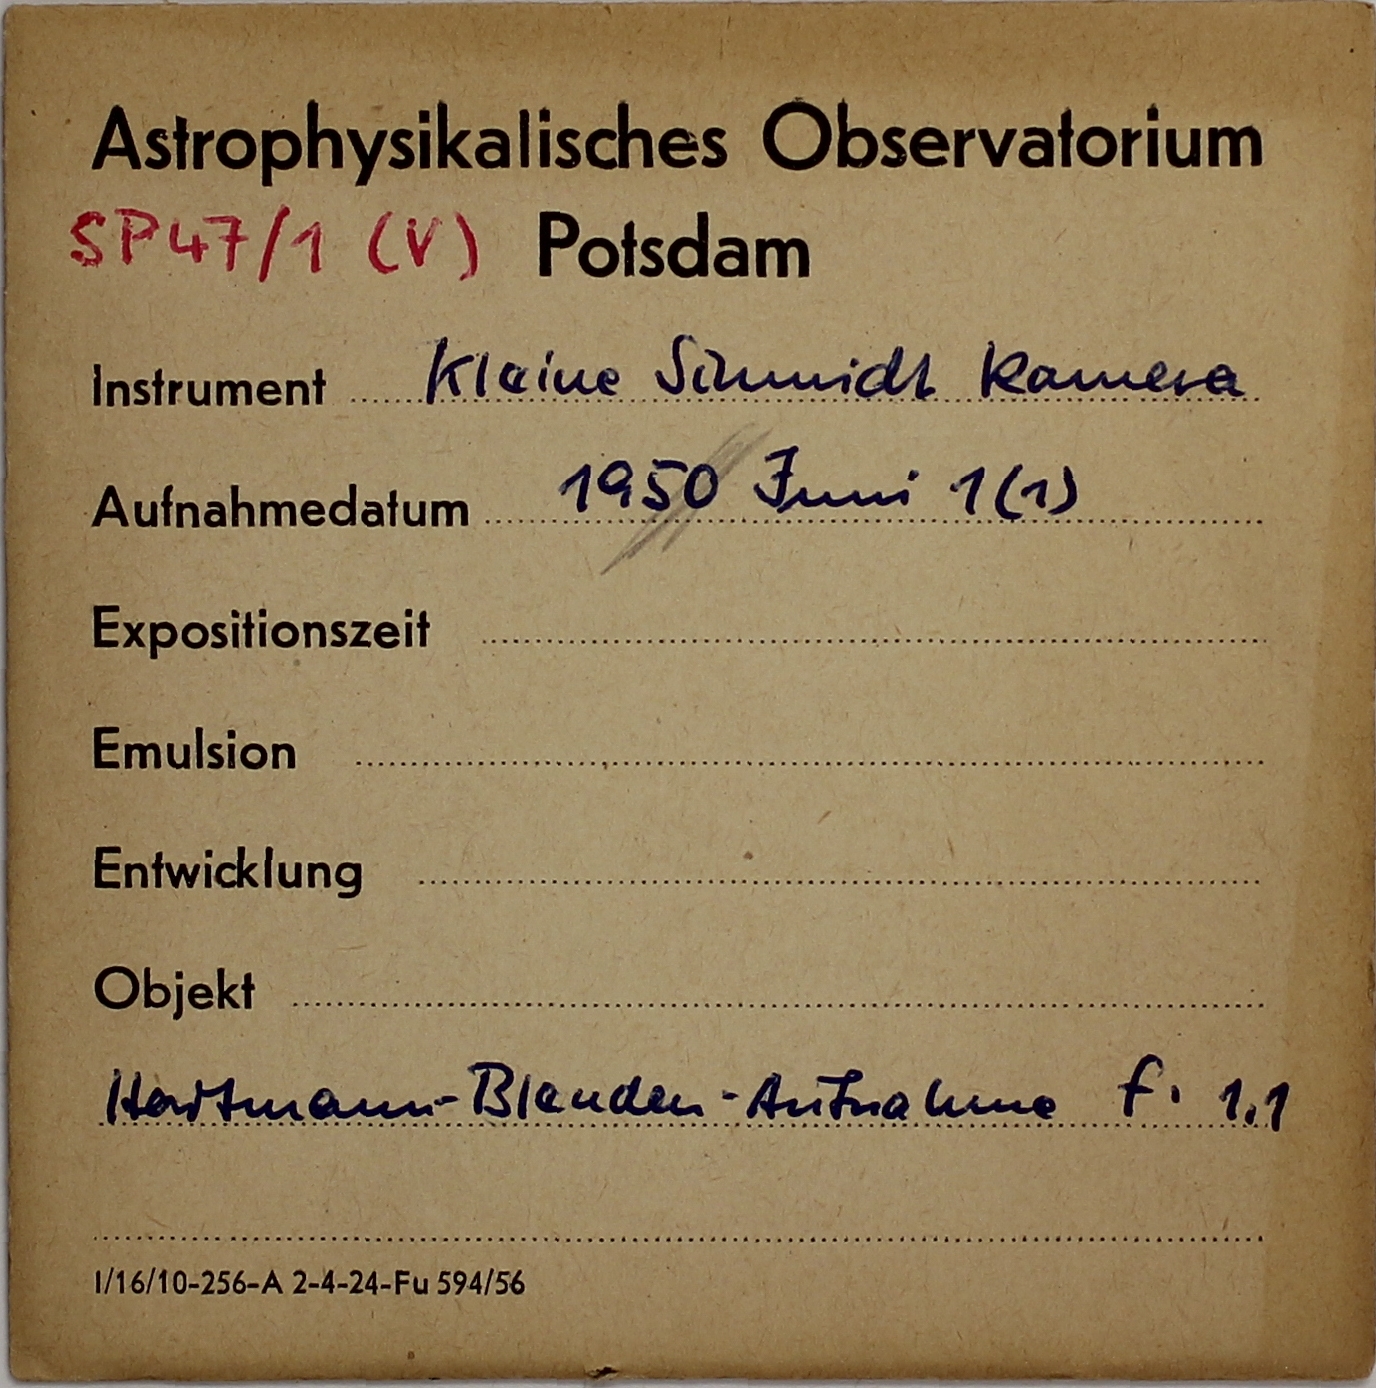 Astrophysikalisches Observatorium
SP47/1 (V) Potsdam
Instrument Kleine Schmidt Kamera
Aufnahmedatum 1950 Juni 1(1)
Expositionszeit
Emulsion
Entwicklung
Objekt
Hartmann-Blenden-Aufnahme f. 1.1
I/16/10-256-A 2-4-24-Fu 594/56